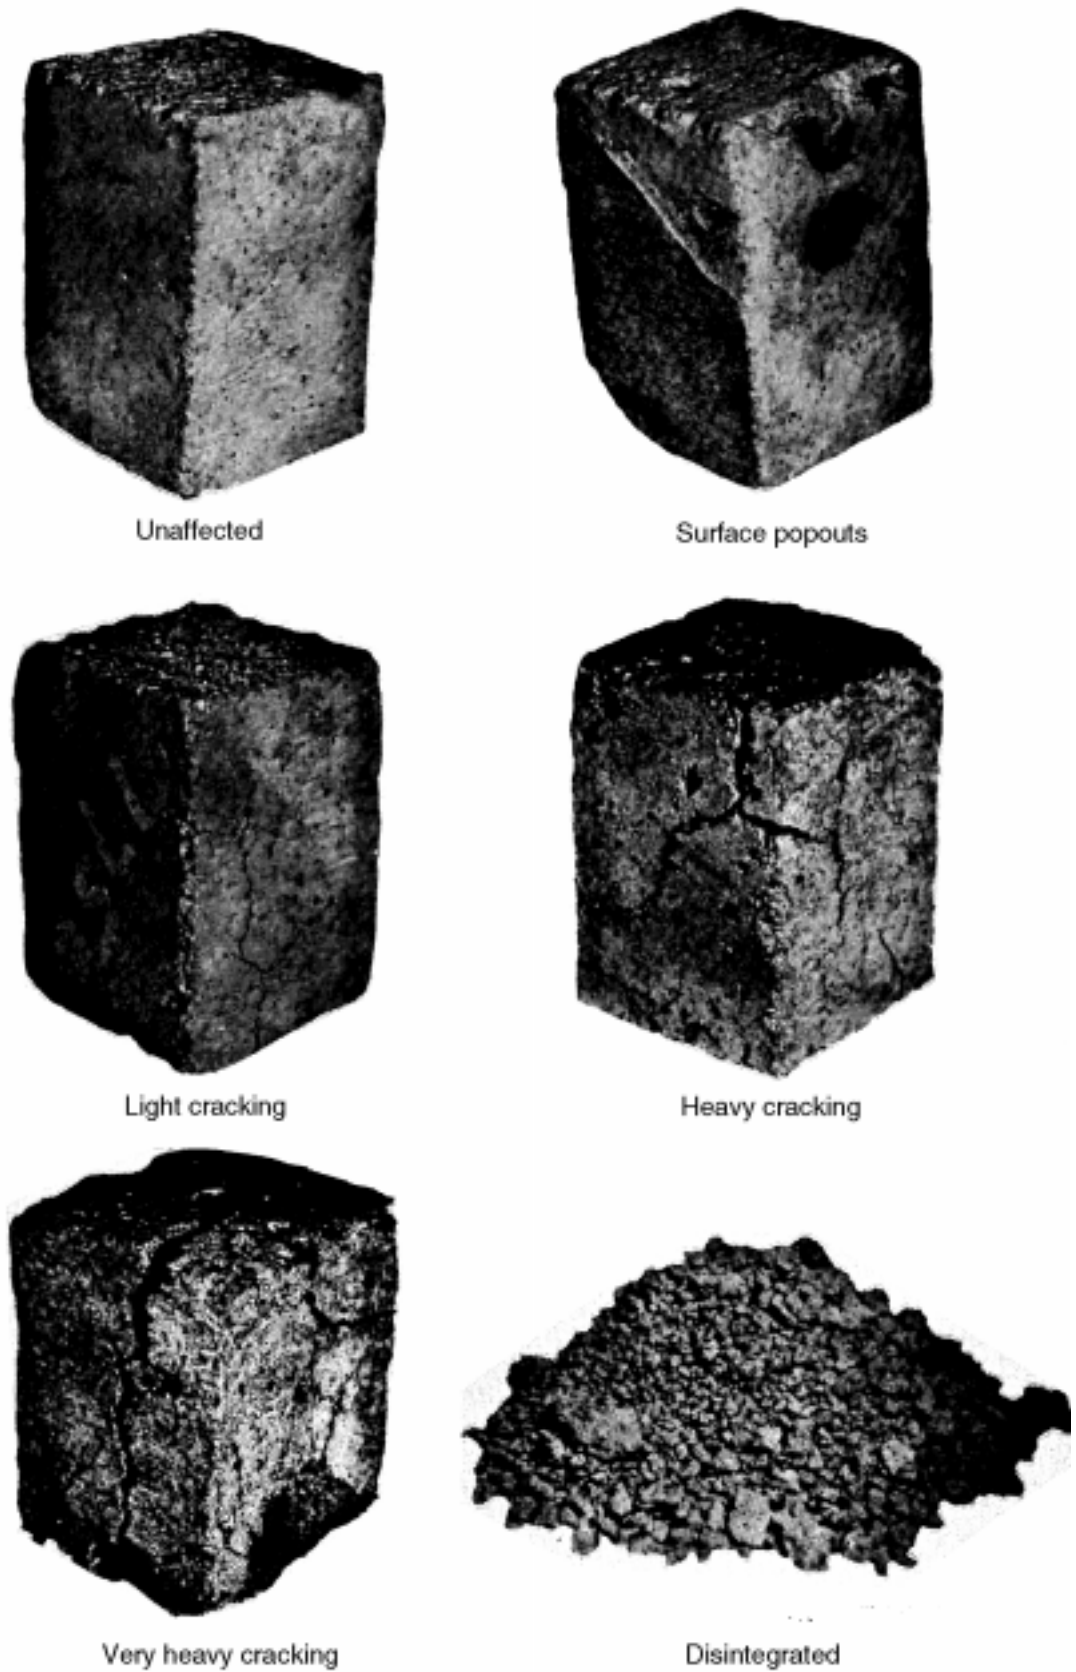 Unaffected
Surface popouts
Light cracking
Heavy cracking
Very heavy cracking
Disintegrated